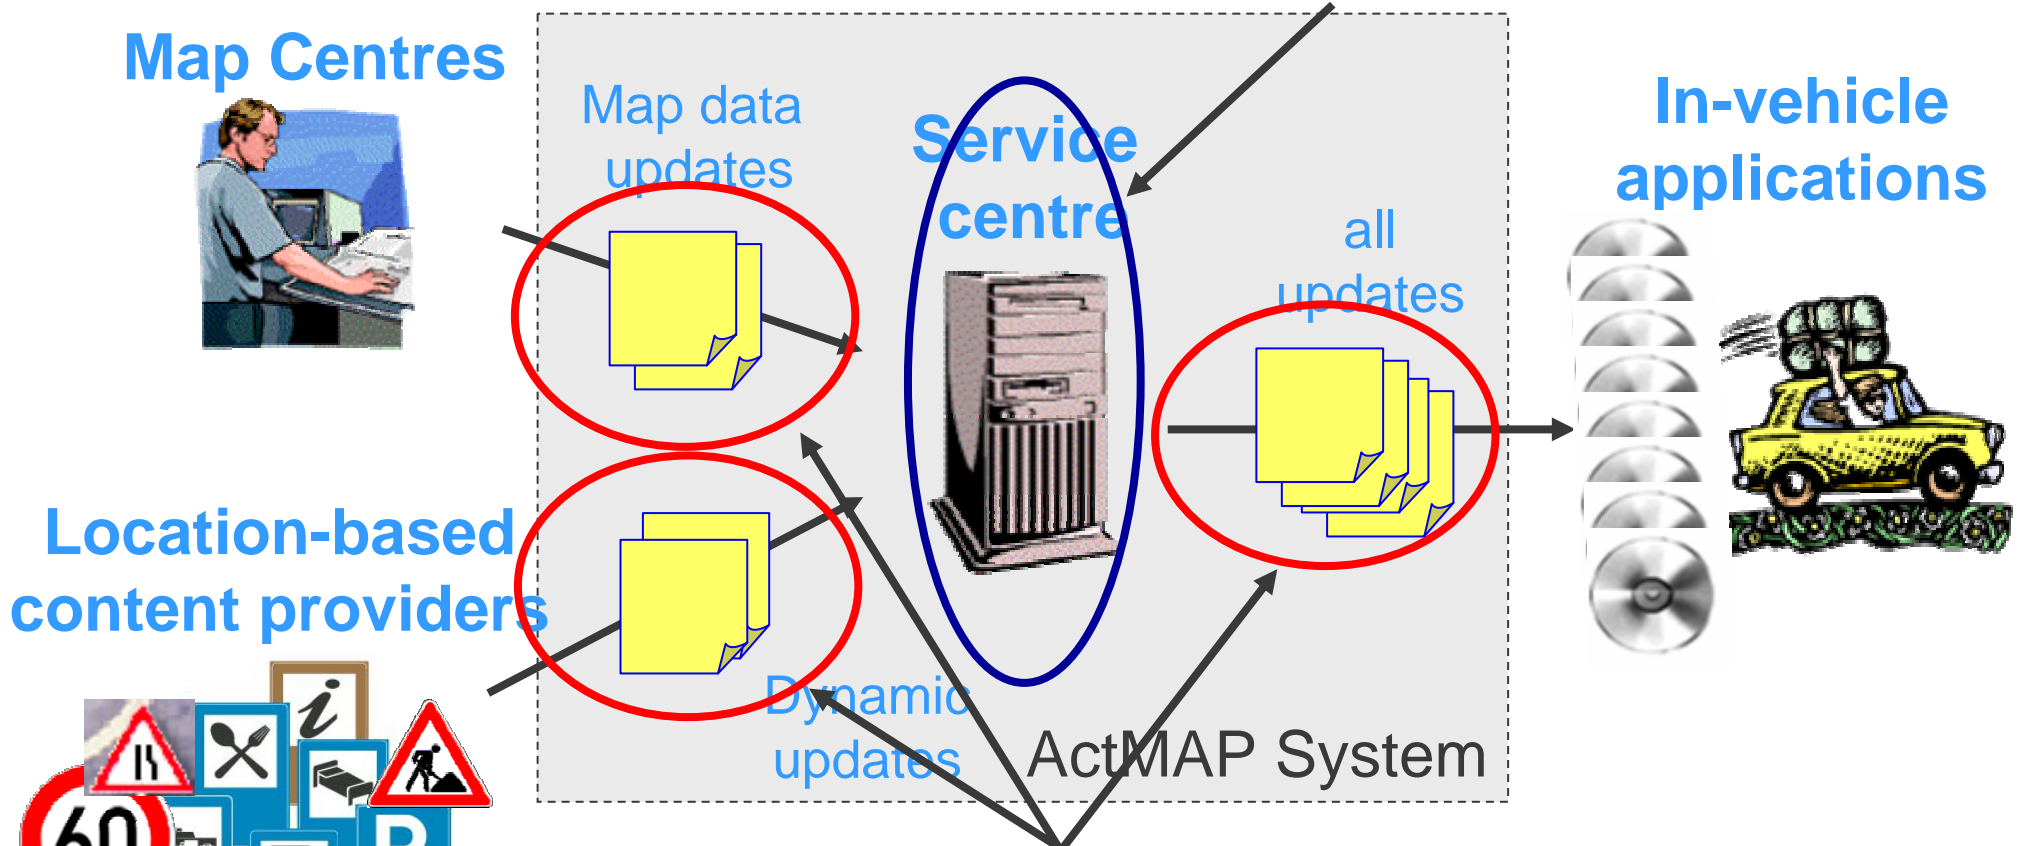 Map Centres
Map data
updates
Service
centre
all
updates
In-vehicle
applications
Location-based
content providers
Dynamic
updates
ActMAP System
i
60
P